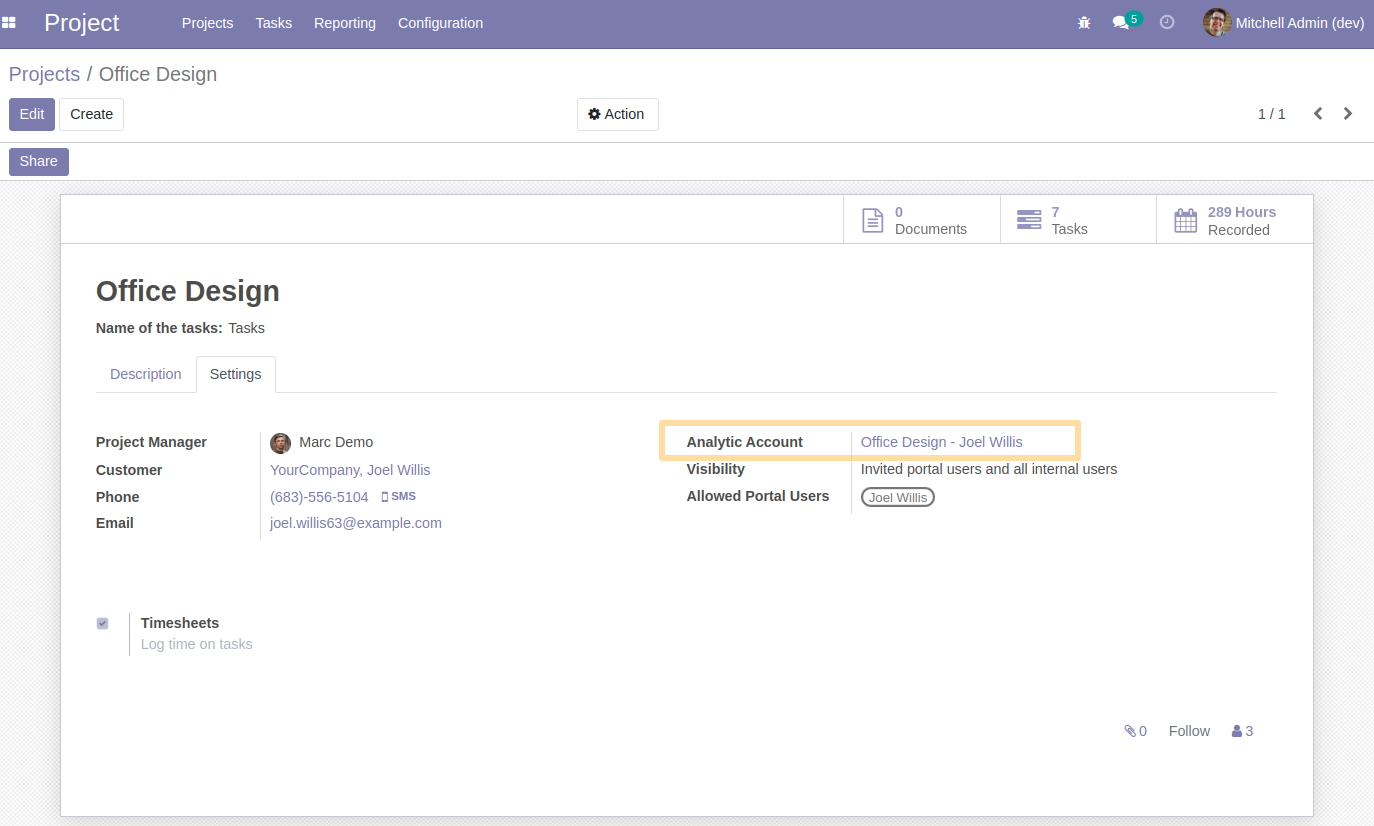 Project Projects Tasks Reporting Configuration 5 Mitchell Admin (dev)
Projects / Office Design
Edit Create Action 1 / 1
Share
0 Documents
7 Tasks
289 Hours Recorded
Office Design
Name of the tasks: Tasks
Description Settings
Project Manager Marc Demo
Customer YourCompany, Joel Willis
Phone (683)-556-5104 SMS
Email joel.willis63@example.com
Analytic Account Office Design - Joel Willis
Visibility Invited portal users and all internal users
Allowed Portal Users Joel Willis
Timesheets
Log time on tasks
0 Follow 3